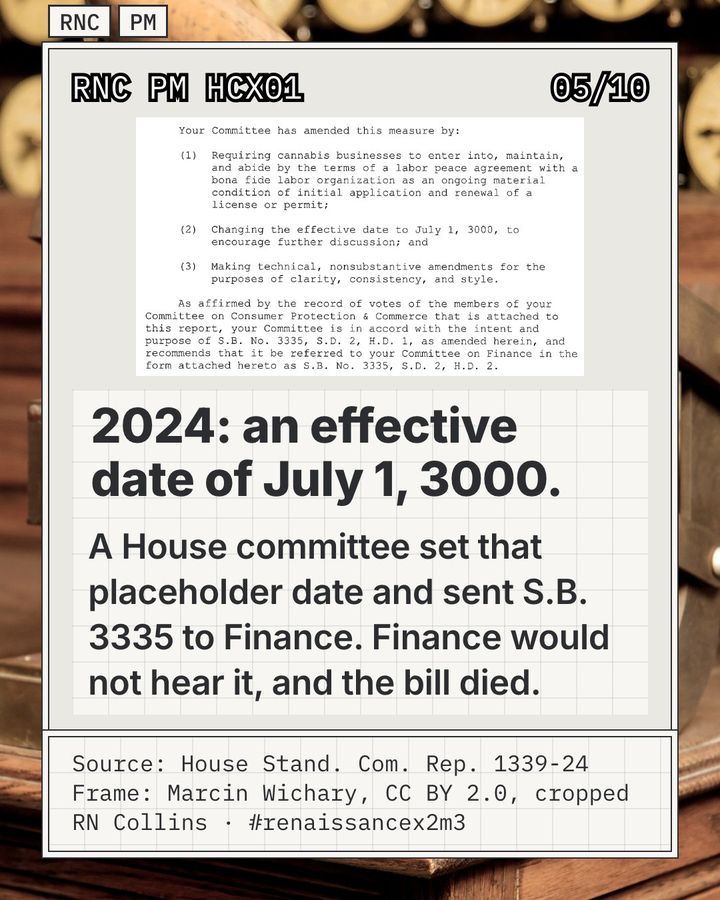 RNC PM
RNC PM HCX01 05/10
Your Committee has amended this measure by:
(1) Requiring cannabis businesses to enter into, maintain,
and abide by the terms of a labor peace agreement with a
bona fide labor organization as an ongoing material
condition of initial application and renewal of a
license or permit;
(2) Changing the effective date to July 1, 3000, to
encourage further discussion; and
(3) Making technical, nonsubstantive amendments for the
purposes of clarity, consistency, and style.
As affirmed by the record of votes of the members of your
Committee on Consumer Protection & Commerce that is attached to
this report, your Committee is in accord with the intent and
purpose of S.B. No. 3335, S.D. 2, H.D. 1, as amended herein, and
recommends that it be referred to your Committee on Finance in the
form attached hereto as S.B. No. 3335, S.D. 2, H.D. 2.
2024: an effective
date of July 1, 3000.
A House committee set that
placeholder date and sent S.B.
3335 to Finance. Finance would
not hear it, and the bill died.
Source: House Stand. Com. Rep. 1339-24
Frame: Marcin Wichary, CC BY 2.0, cropped
RN Collins · #renaissancex2m3